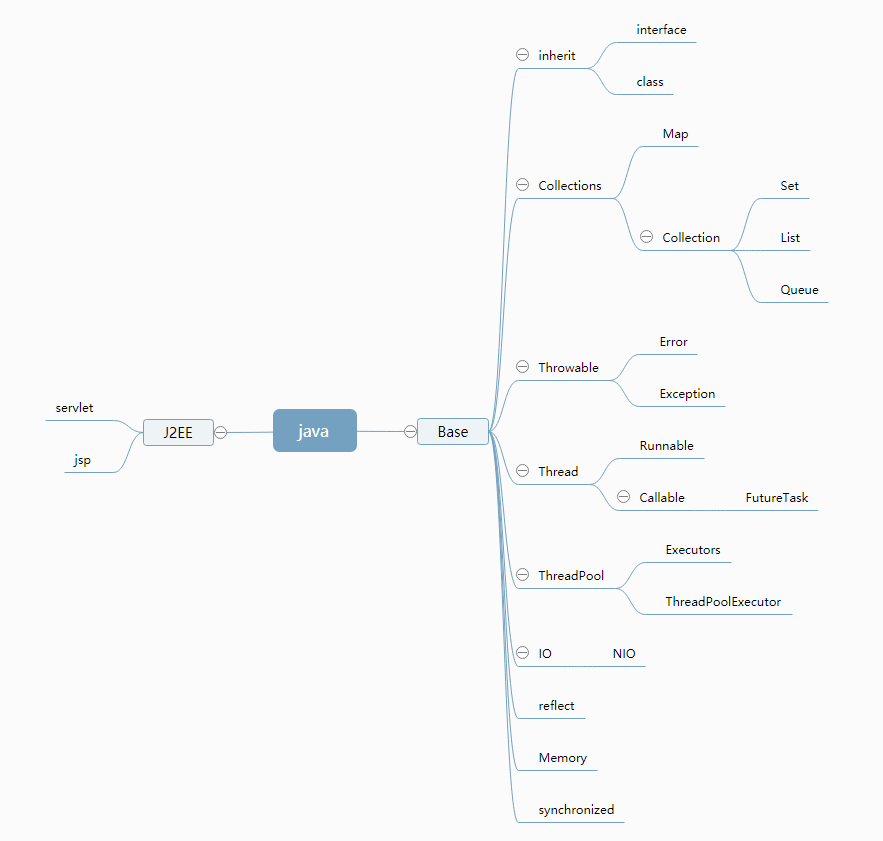 java
J2EE
servlet
jsp
Base
inherit
interface
class
Collections
Map
Collection
Set
List
Queue
Throwable
Error
Exception
Thread
Runnable
Callable
FutureTask
ThreadPool
Executors
ThreadPoolExecutor
IO
NIO
reflect
Memory
synchronized